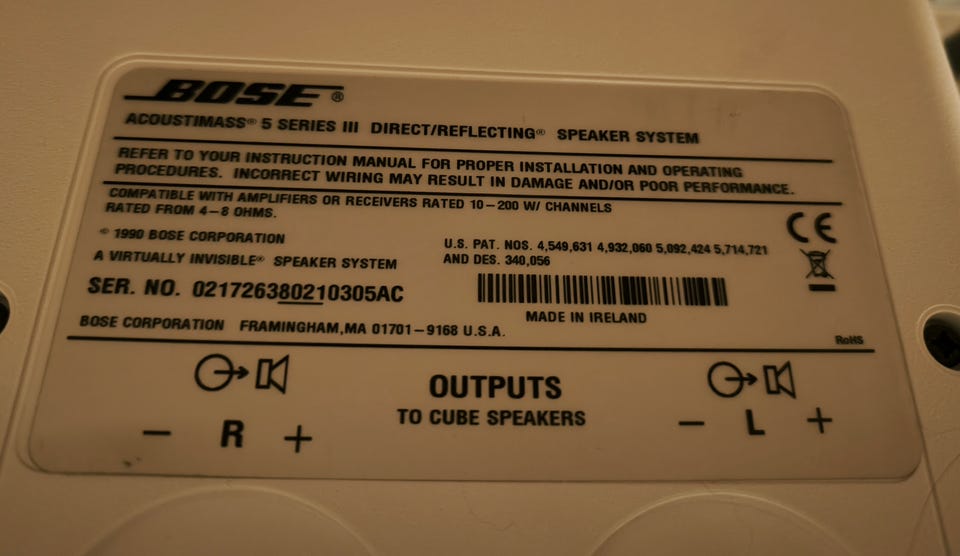 BOSE®
ACOUSTIMASS® 5 SERIES III DIRECT/REFLECTING® SPEAKER SYSTEM
REFER TO YOUR INSTRUCTION MANUAL FOR PROPER INSTALLATION AND OPERATING
PROCEDURES. INCORRECT WIRING MAY RESULT IN DAMAGE AND/OR POOR PERFORMANCE.
COMPATIBLE WITH AMPLIFIERS OR RECEIVERS RATED 10-200 W/ CHANNELS
RATED FROM 4-8 OHMS.
© 1990 BOSE CORPORATION
A VIRTUALLY INVISIBLE® SPEAKER SYSTEM
U.S. PAT. NOS. 4,549,631 4,932,060 5,092,424 5,714,721
AND DES. 340,056
CE
SER. NO. 021726380210305AC
MADE IN IRELAND
BOSE CORPORATION FRAMINGHAM,MA 01701-9168 U.S.A.
RoHS
OUTPUTS
TO CUBE SPEAKERS
- R +
- L +